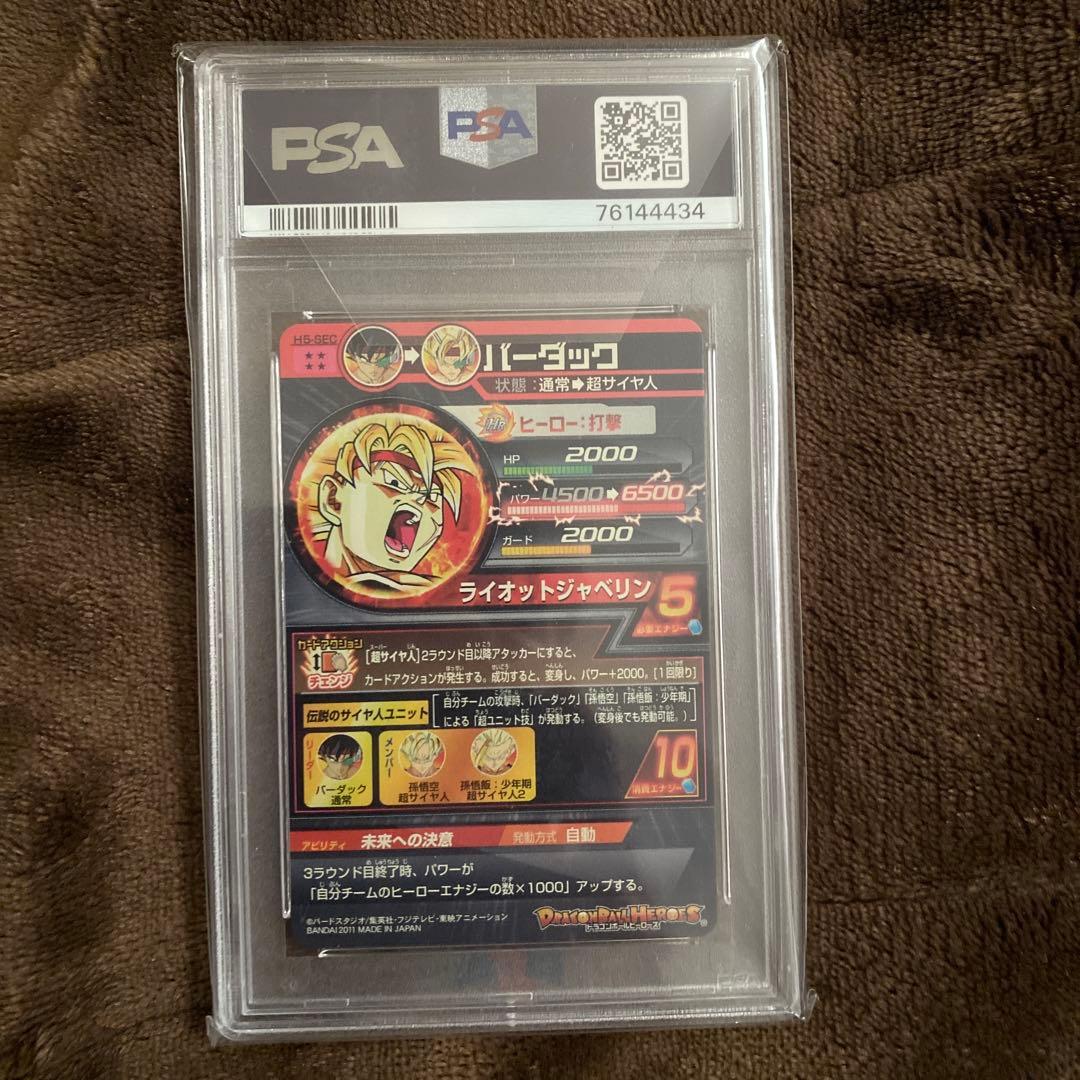 PSA
PSA
76144434
H5-SEC
バーダック
状態:通常➡超サイヤ人
HR ヒーロー:打撃
HP 2000
パワー 4500➡6500
ガード 2000
ライオットジャベリン 5
必要エナジー
カードアクション
チェンジ
[超サイヤ人]2ラウンド目以降アタッカーにすると、
カードアクションが発生する。成功すると、変身し、パワー+2000。[1回限り]
伝説のサイヤ人ユニット
自分チームの攻撃時、「バーダック」「孫悟空」「孫悟飯:少年期」
による「超ユニット技」が発動する。(変身後でも発動可能。)
リーダー
バーダック
通常
メンバー
孫悟空
超サイヤ人
孫悟飯:少年期
超サイヤ人2
10
消費エナジー
アビリティ 未来への決意 発動方式 自動
3ラウンド目終了時、パワーが
「自分チームのヒーローエナジーの数×1000」アップする。
©バードスタジオ/集英社・フジテレビ・東映アニメーション
BANDAI 2011 MADE IN JAPAN
DRAGONBALL HEROES
ドラゴンボールヒーローズ